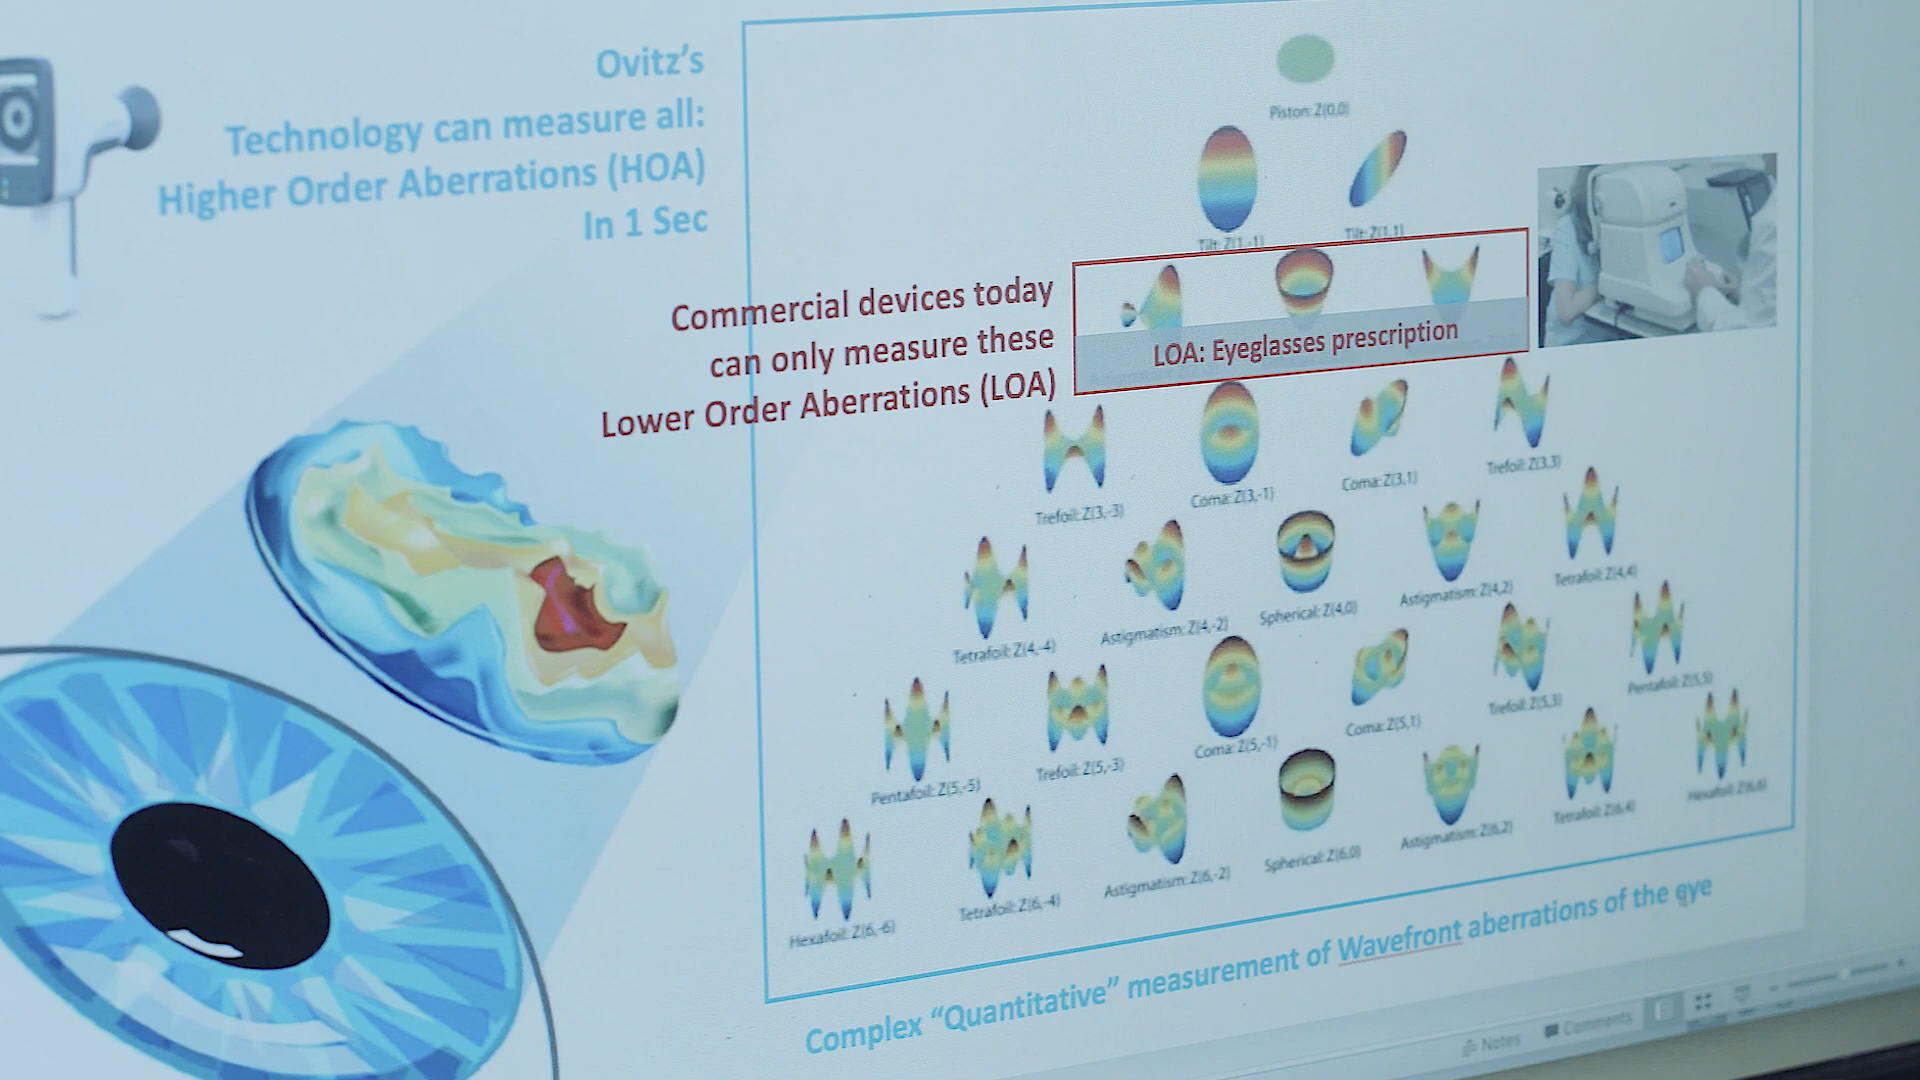 Ovitz's
Technology can measure all:
Higher Order Aberrations (HOA)
In 1 Sec
Piston: Z(0,0)
Tilt: Z(1,-1)
Tilt: Z(1,1)
Commercial devices today
can only measure these
Lower Order Aberrations (LOA)
LOA: Eyeglasses prescription
Trefoil: Z(3,-3)
Coma: Z(3,-1)
Coma: Z(3,1)
Trefoil: Z(3,3)
Tetrafoil: Z(4,-4)
Astigmatism: Z(4,-2)
Spherical: Z(4,0)
Astigmatism: Z(4,2)
Tetrafoil: Z(4,4)
Pentafoil: Z(5,-5)
Trefoil: Z(5,-3)
Coma: Z(5,-1)
Coma: Z(5,1)
Trefoil: Z(5,3)
Pentafoil: Z(5,5)
Hexafoil: Z(6,-6)
Tetrafoil: Z(6,-4)
Astigmatism: Z(6,-2)
Spherical: Z(6,0)
Astigmatism: Z(6,2)
Tetrafoil: Z(6,4)
Hexafoil: Z(6,6)
Complex “Quantitative” measurement of Wavefront aberrations of the eye
Notes
Comments